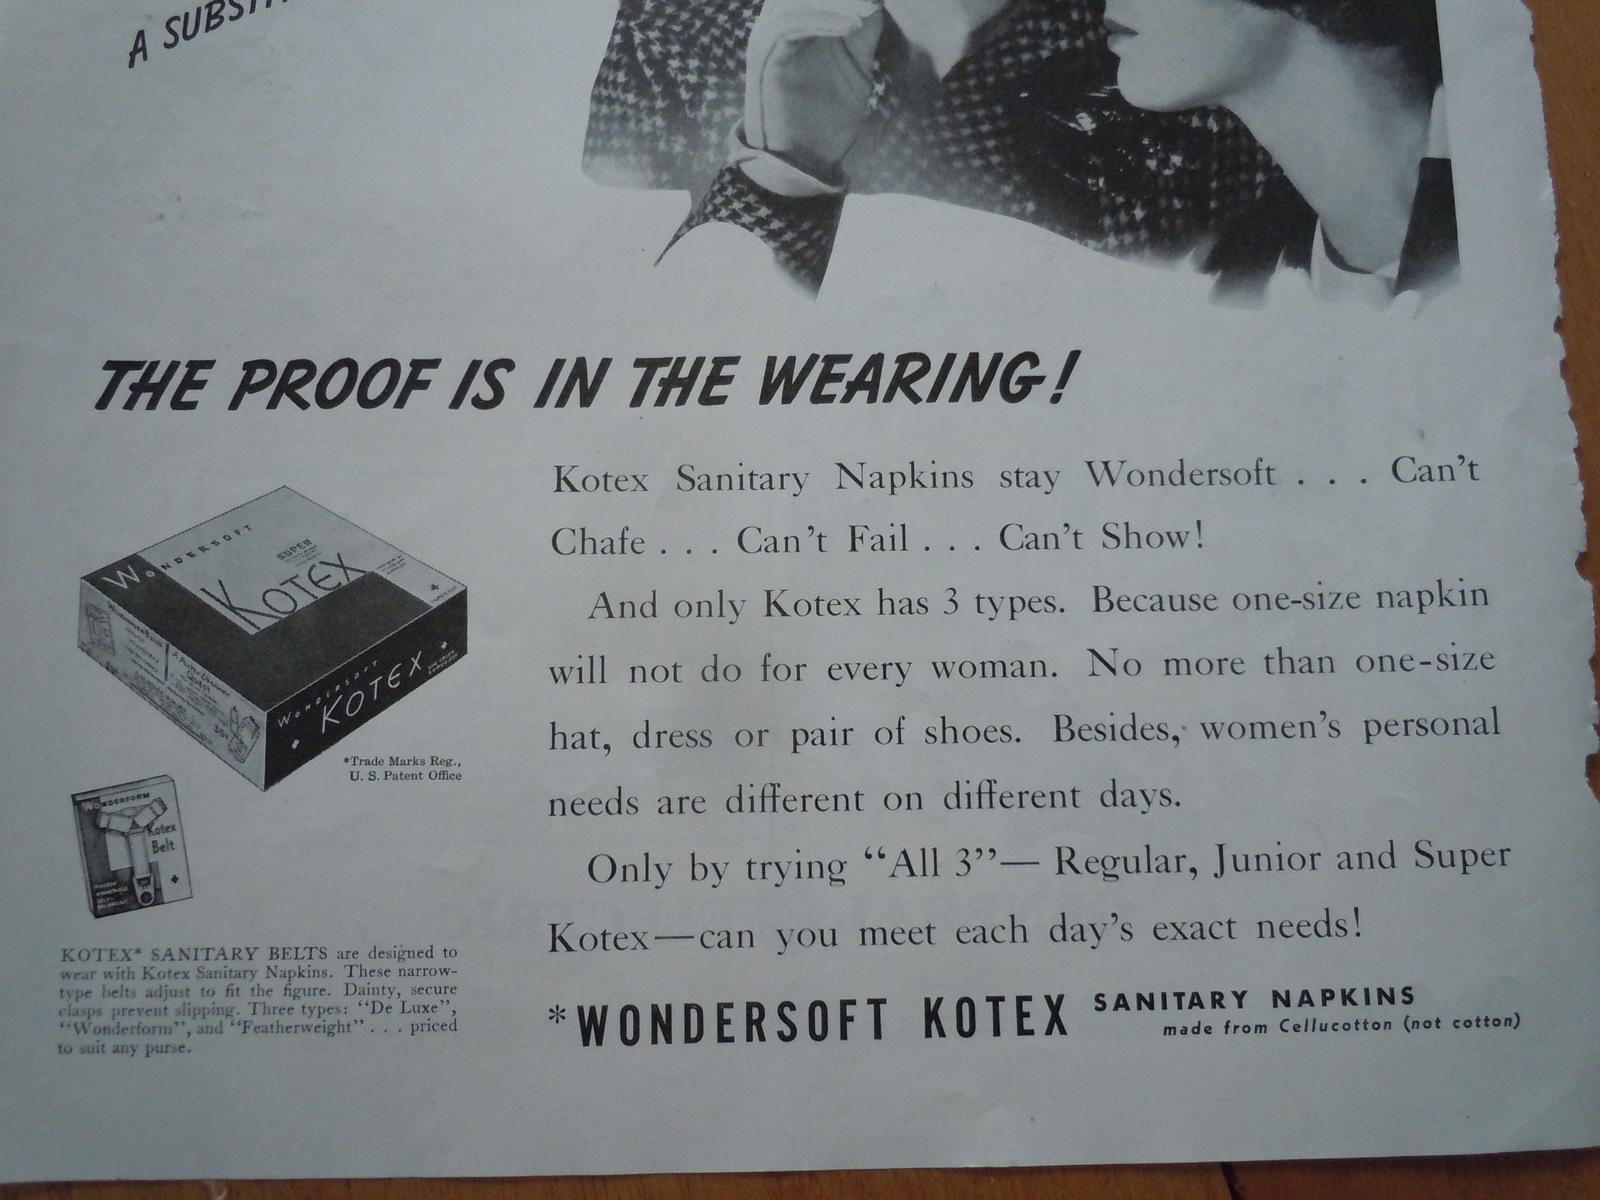 A
THE PROOF IS IN THE WEARING!
WONDERSOFT
SUPER
KOTEX
WONDERSOFT
KOTEX
*Trade Marks Reg.,
U. S. Patent Office
WONDERFORM
Kotex
Belt
KOTEX* SANITARY BELTS are designed to
wear with Kotex Sanitary Napkins. These narrow-
type belts adjust to fit the figure. Dainty, secure
clasps prevent slipping. Three types: “De Luxe”,
“Wonderform”, and “Featherweight” . . . priced
to suit any purse.
Kotex Sanitary Napkins stay Wondersoft . . . Can’t
Chafe . . . Can’t Fail . . . Can’t Show!
And only Kotex has 3 types. Because one-size napkin
will not do for every woman. No more than one-size
hat, dress or pair of shoes. Besides, women’s personal
needs are different on different days.
Only by trying “All 3”— Regular, Junior and Super
Kotex—can you meet each day’s exact needs!
*WONDERSOFT KOTEX SANITARY NAPKINS
made from Cellucotton (not cotton)